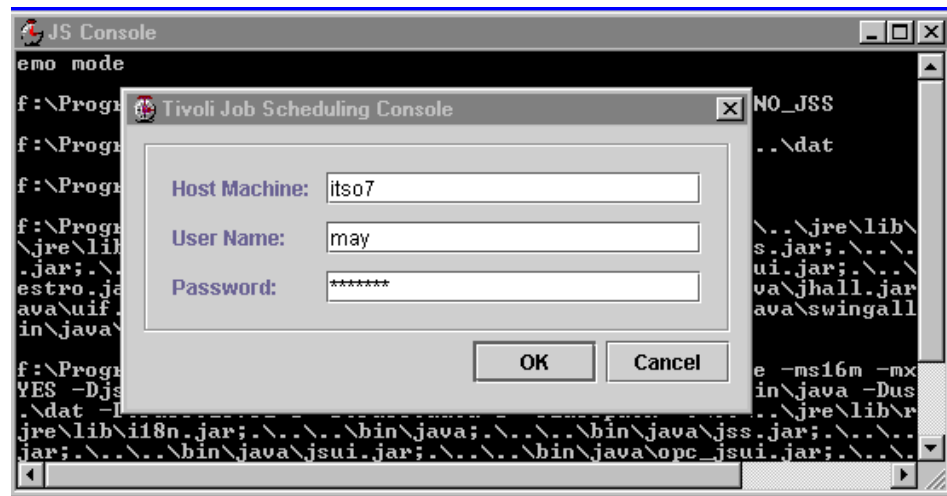 JS Console
emo mode
f:\Progr
NO_JSS
Tivoli Job Scheduling Console
f:\Progr
..\dat
f:\Progr
Host Machine: itso7
f:\Progr
\..\jre\lib\
\jre\lib
s.jar;.\..\.
User Name: may
.jar;.\.
ui.jar;.\..\
estro.ja
va\jhall.jar
Password: *******
ava\uif.
ava\swingall
in\java\
OK Cancel
f:\Progr
e -ms16m -mx
YES -Djs
in\java -Dus
.\dat
..\jre\lib\r
jre\lib\i18n.jar;.\..\..\bin\java;.\..\..\bin\java\jss.jar;.\..\..
jar;.\..\..\bin\java\jsui.jar;.\..\..\bin\java\opc_jsui.jar;.\..\.